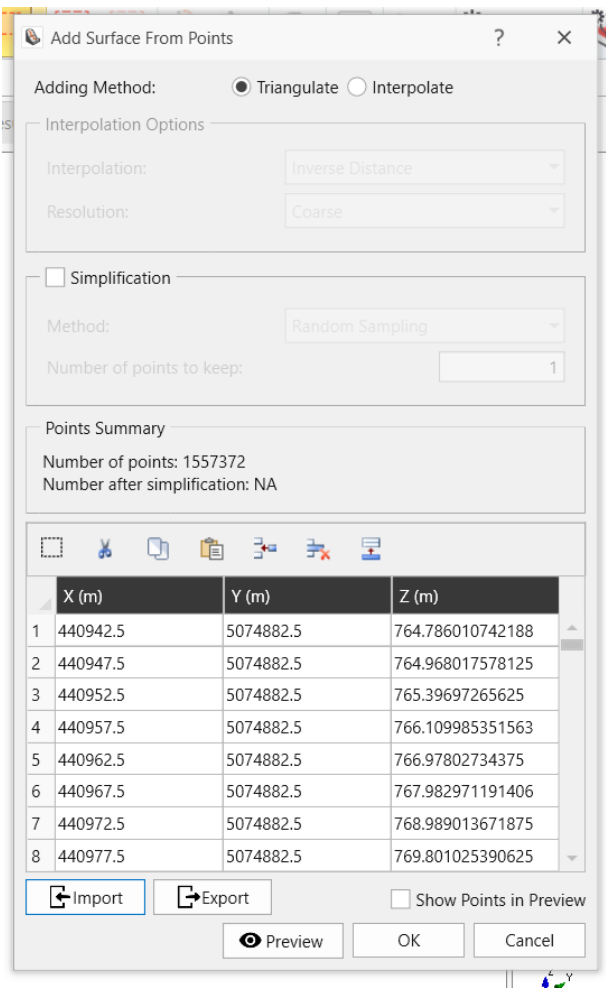 Add Surface From Points ? ×
Adding Method: Triangulate Interpolate
Interpolation Options
Interpolation: Inverse Distance
Resolution: Coarse
Simplification
Method: Random Sampling
Number of points to keep: 1
Points Summary
Number of points: 1557372
Number after simplification: NA
X (m) Y (m) Z (m)
1 440942.5 5074882.5 764.786010742188
2 440947.5 5074882.5 764.968017578125
3 440952.5 5074882.5 765.39697265625
4 440957.5 5074882.5 766.109985351563
5 440962.5 5074882.5 766.97802734375
6 440967.5 5074882.5 767.982971191406
7 440972.5 5074882.5 768.989013671875
8 440977.5 5074882.5 769.801025390625
Import Export Show Points in Preview
Preview OK Cancel
Z Y